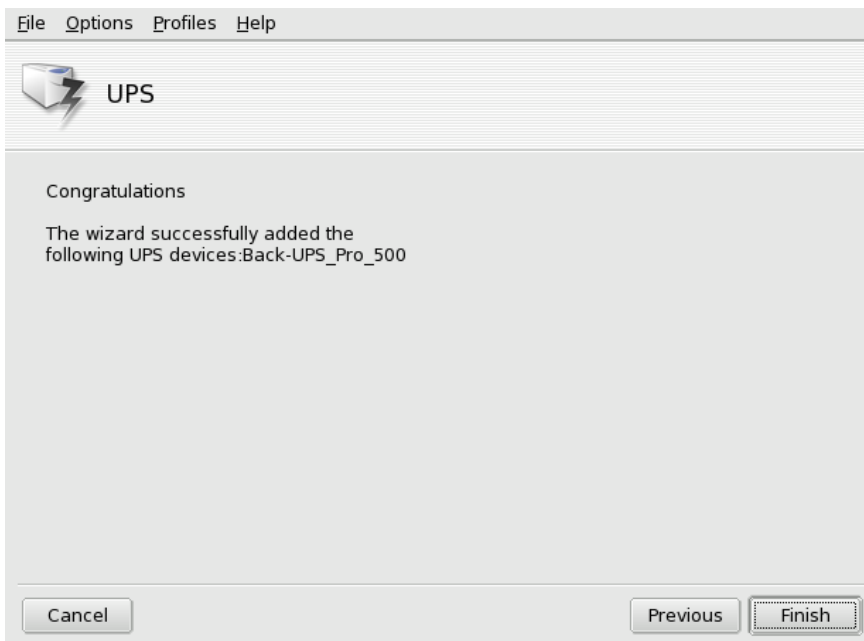 File Options Profiles Help
UPS
Congratulations
The wizard successfully added the
following UPS devices:Back-UPS_Pro_500
Cancel Previous Finish